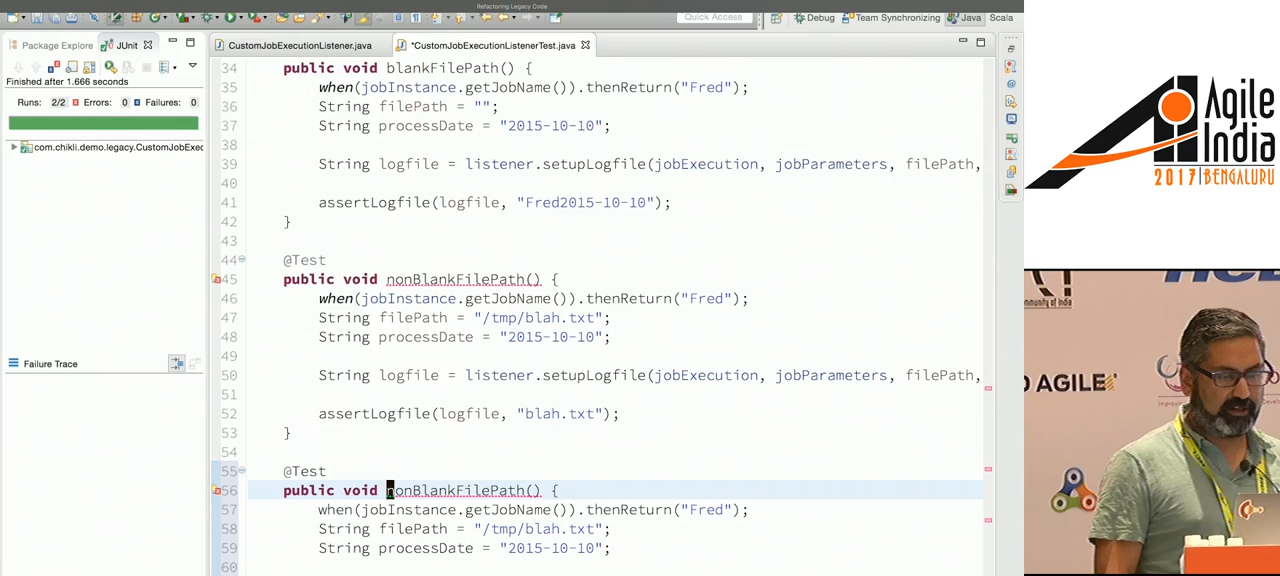 Refactoring Legacy Code
Quick Access
Debug
Team Synchronizing
Java
Scala
Package Explorer
JUnit
CustomJobExecutionListener.java
*CustomJobExecutionListenerTest.java
Finished after 1.666 seconds
Runs: 2/2
Errors: 0
Failures: 0
com.chikli.demo.legacy.CustomJobExec
Failure Trace
34 public void blankFilePath() {
35 when(jobInstance.getJobName()).thenReturn("Fred");
36 String filePath = "";
37 String processDate = "2015-10-10";
38
39 String logfile = listener.setupLogfile(jobExecution, jobParameters, filePath,
40
41 assertLogfile(logfile, "Fred2015-10-10");
42 }
43
44 @Test
45 public void nonBlankFilePath() {
46 when(jobInstance.getJobName()).thenReturn("Fred");
47 String filePath = "/tmp/blah.txt";
48 String processDate = "2015-10-10";
49
50 String logfile = listener.setupLogfile(jobExecution, jobParameters, filePath,
51
52 assertLogfile(logfile, "blah.txt");
53 }
54
55 @Test
56 public void nonBlankFilePath() {
57 when(jobInstance.getJobName()).thenReturn("Fred");
58 String filePath = "/tmp/blah.txt";
59 String processDate = "2015-10-10";
60
Agile
India
2017 | BENGALURU
AGILE